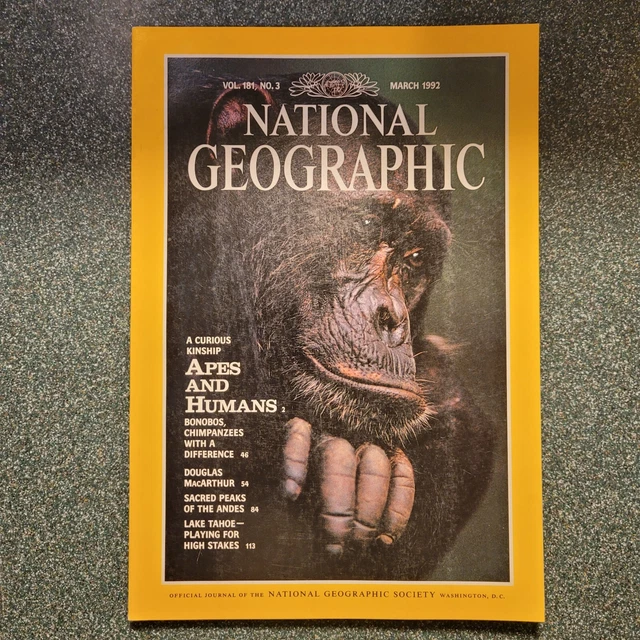 VOL. 181, NO. 3 MARCH 1992
NATIONAL
GEOGRAPHIC
A CURIOUS
KINSHIP
APES
AND
HUMANS 2
BONOBOS,
CHIMPANZEES
WITH A
DIFFERENCE 46
DOUGLAS
MACARTHUR 54
SACRED PEAKS
OF THE ANDES 84
LAKE TAHOE—
PLAYING FOR
HIGH STAKES 113
OFFICIAL JOURNAL OF THE NATIONAL GEOGRAPHIC SOCIETY WASHINGTON, D.C.